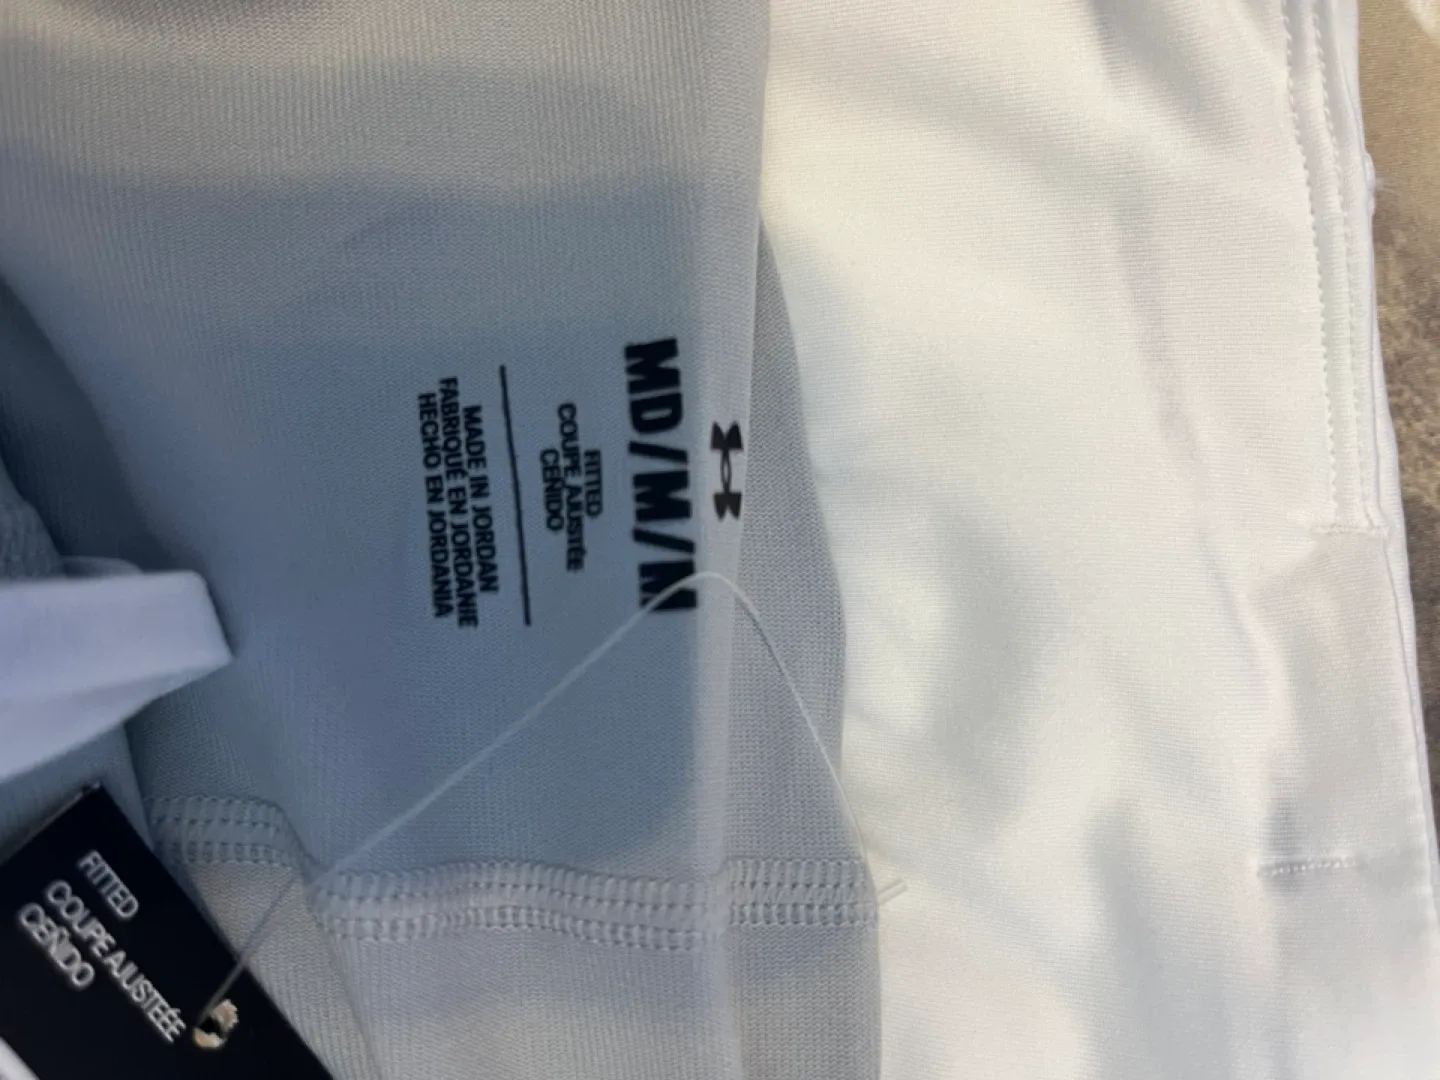 MD/M/M
FITTED
COUPE AJUSTÉE
CEÑIDO
MADE IN JORDAN
FABRIQUÉ EN JORDANIE
HECHO EN JORDANIA
FITTED
COUPE AJUSTÉE
CEÑIDO